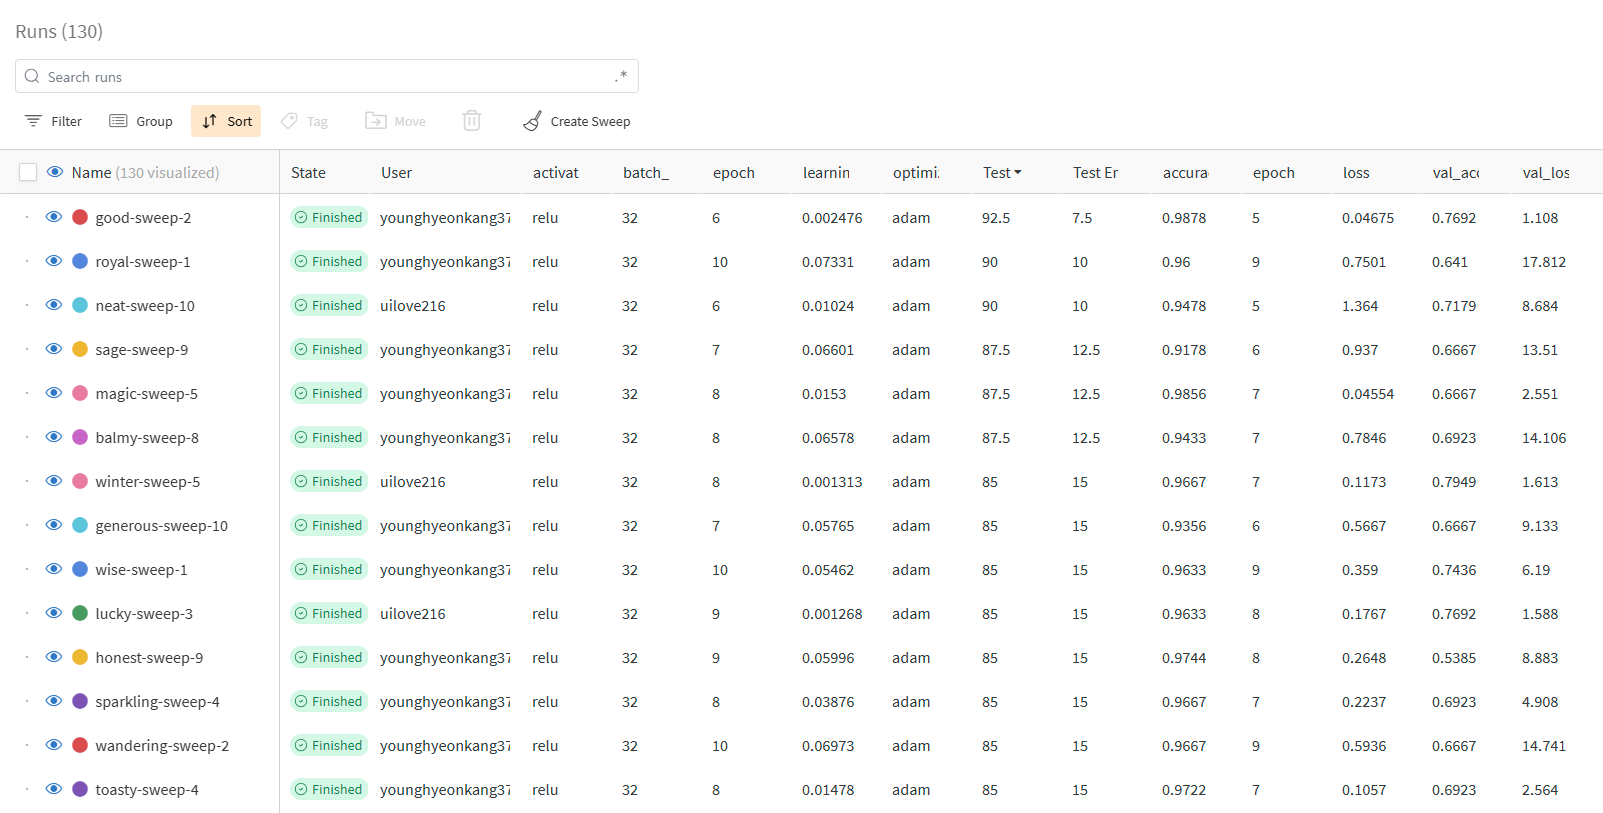 Runs (130)
Search runs .*
Filter Group Sort Tag Move Create Sweep
Name (130 visualized) State User activat batch_ epoch learnin optimi: Test Test Er accura epoch loss val_acc val_los
good-sweep-2 Finished younghyeonkang37 relu 32 6 0.002476 adam 92.5 7.5 0.9878 5 0.04675 0.7692 1.108
royal-sweep-1 Finished younghyeonkang37 relu 32 10 0.07331 adam 90 10 0.96 9 0.7501 0.641 17.812
neat-sweep-10 Finished uilove216 relu 32 6 0.01024 adam 90 10 0.9478 5 1.364 0.7179 8.684
sage-sweep-9 Finished younghyeonkang37 relu 32 7 0.06601 adam 87.5 12.5 0.9178 6 0.937 0.6667 13.51
magic-sweep-5 Finished younghyeonkang37 relu 32 8 0.0153 adam 87.5 12.5 0.9856 7 0.04554 0.6667 2.551
balmy-sweep-8 Finished younghyeonkang37 relu 32 8 0.06578 adam 87.5 12.5 0.9433 7 0.7846 0.6923 14.106
winter-sweep-5 Finished uilove216 relu 32 8 0.001313 adam 85 15 0.9667 7 0.1173 0.7949 1.613
generous-sweep-10 Finished younghyeonkang37 relu 32 7 0.05765 adam 85 15 0.9356 6 0.5667 0.6667 9.133
wise-sweep-1 Finished younghyeonkang37 relu 32 10 0.05462 adam 85 15 0.9633 9 0.359 0.7436 6.19
lucky-sweep-3 Finished uilove216 relu 32 9 0.001268 adam 85 15 0.9633 8 0.1767 0.7692 1.588
honest-sweep-9 Finished younghyeonkang37 relu 32 9 0.05996 adam 85 15 0.9744 8 0.2648 0.5385 8.883
sparkling-sweep-4 Finished younghyeonkang37 relu 32 8 0.03876 adam 85 15 0.9667 7 0.2237 0.6923 4.908
wandering-sweep-2 Finished younghyeonkang37 relu 32 10 0.06973 adam 85 15 0.9667 9 0.5936 0.6667 14.741
toasty-sweep-4 Finished younghyeonkang37 relu 32 8 0.01478 adam 85 15 0.9722 7 0.1057 0.6923 2.564